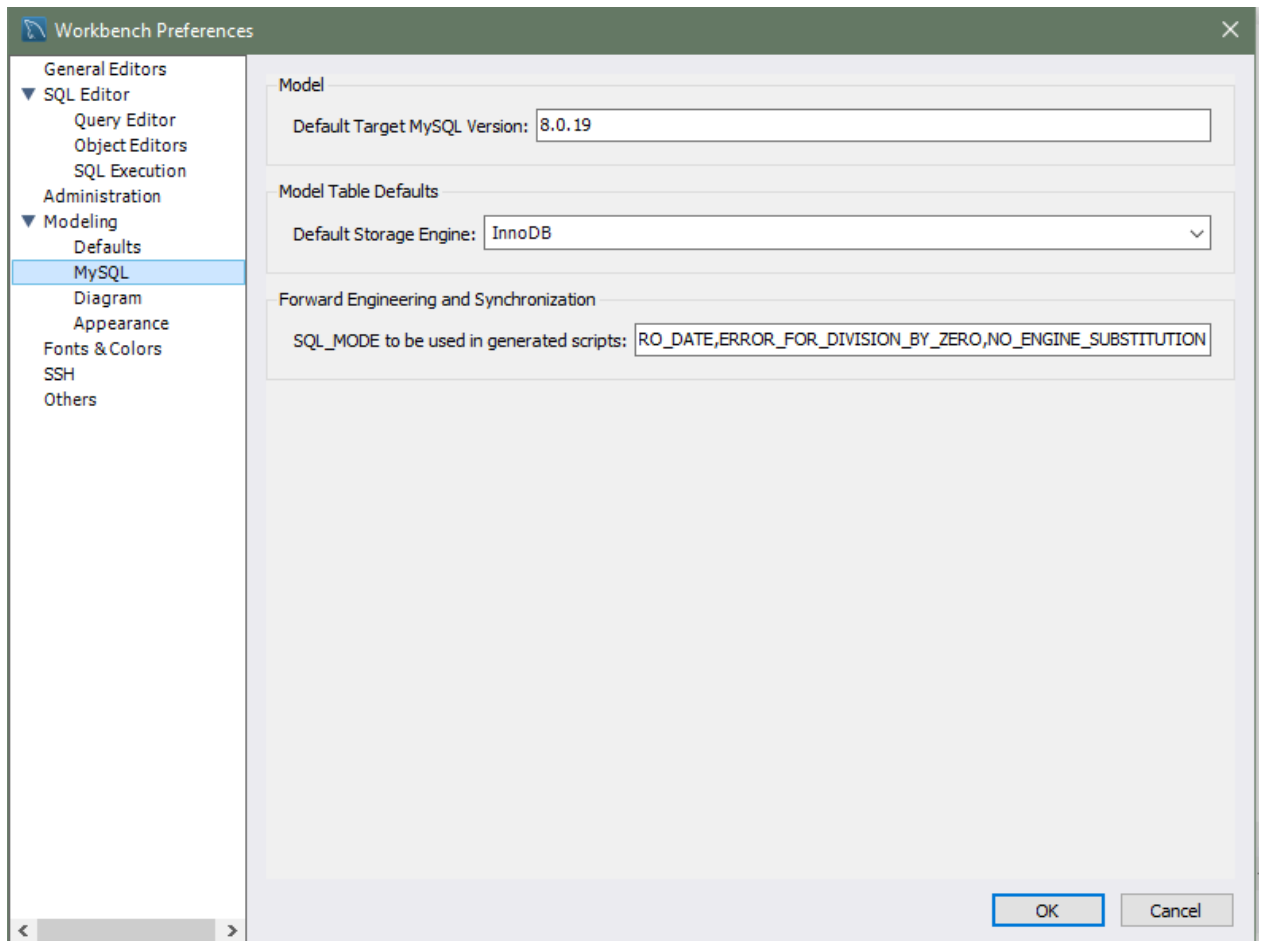 Workbench Preferences
General Editors
SQL Editor
Query Editor
Object Editors
SQL Execution
Administration
Modeling
Defaults
MySQL
Diagram
Appearance
Fonts & Colors
SSH
Others
Model
Default Target MySQL Version: 8.0.19
Model Table Defaults
Default Storage Engine: InnoDB
Forward Engineering and Synchronization
SQL_MODE to be used in generated scripts: RO_DATE,ERROR_FOR_DIVISION_BY_ZERO,NO_ENGINE_SUBSTITUTION
OK Cancel